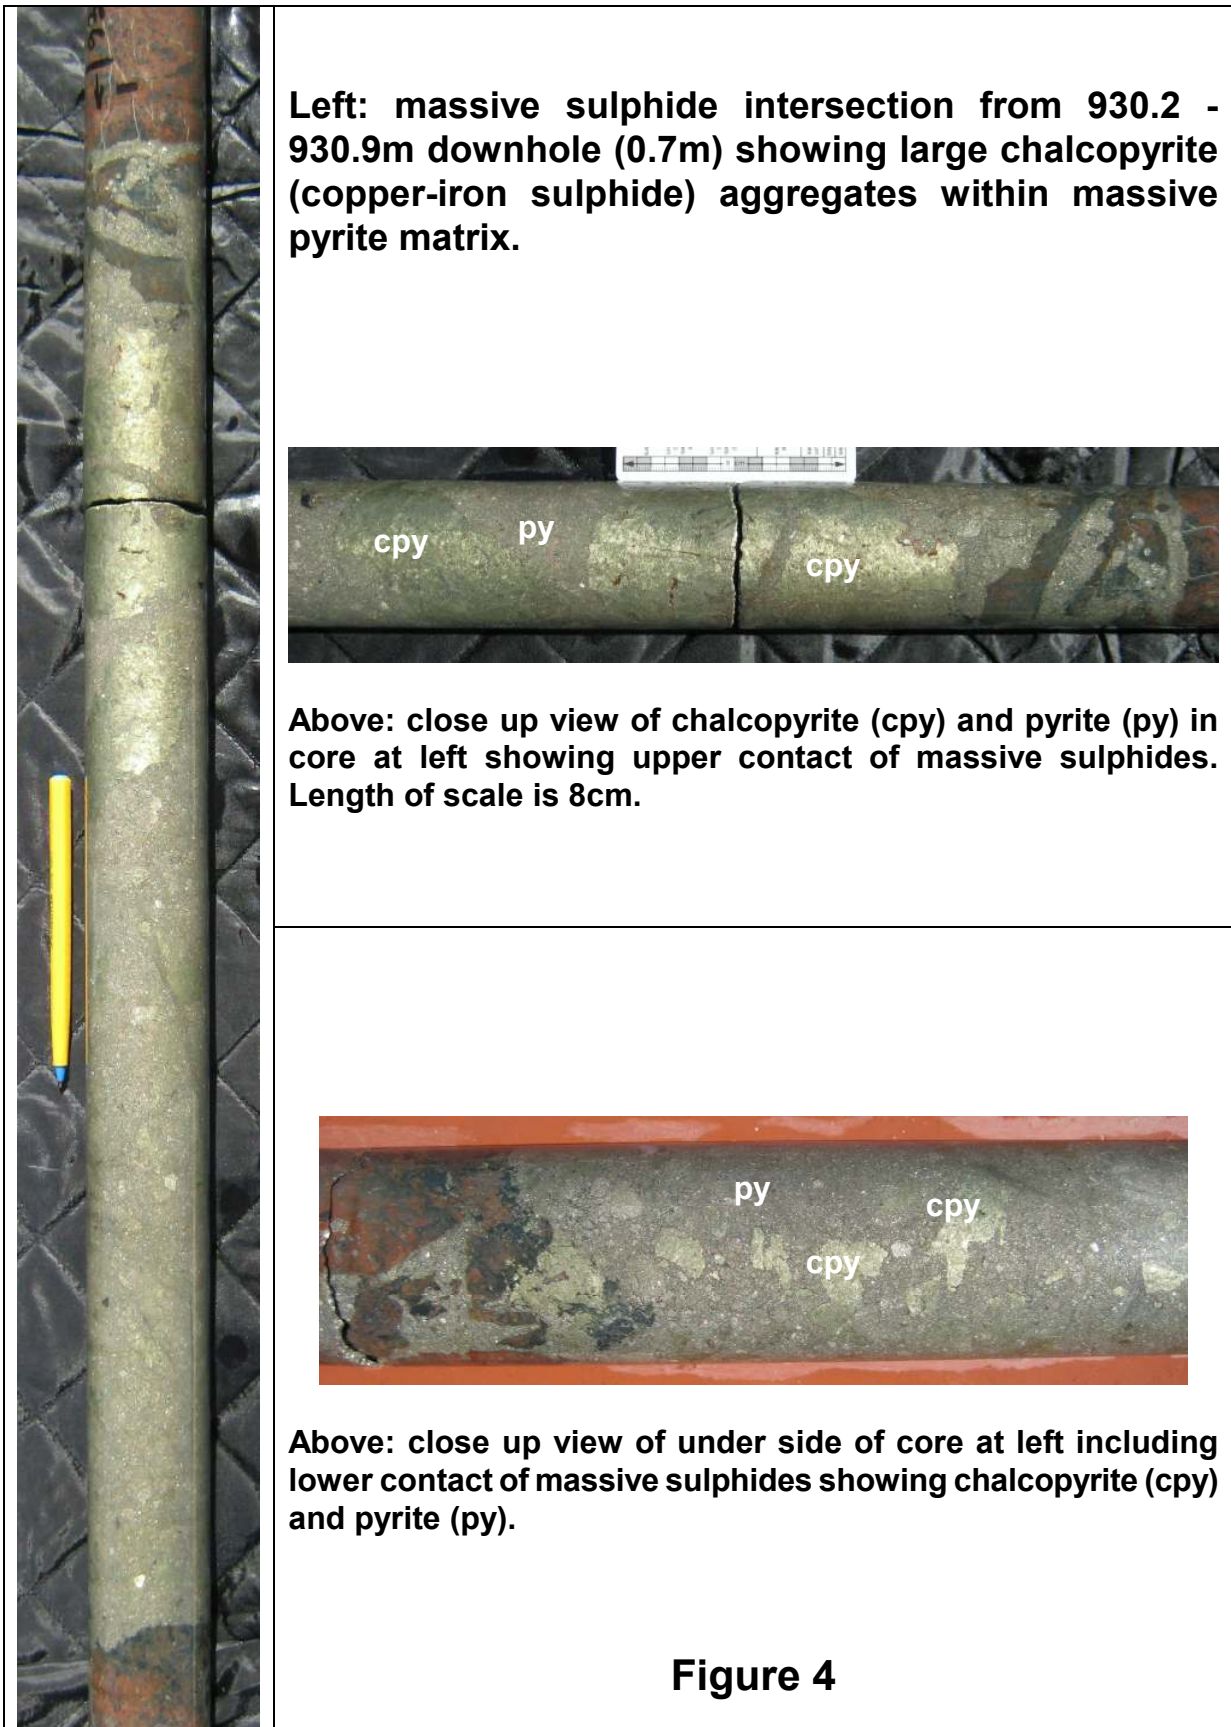 Left: massive sulphide intersection from 930.2 -
930.9m downhole (0.7m) showing large chalcopyrite
(copper-iron sulphide) aggregates within massive
pyrite matrix.
cpy
py
cpy
Above: close up view of chalcopyrite (cpy) and pyrite (py) in
core at left showing upper contact of massive sulphides.
Length of scale is 8cm.
py
cpy
cpy
Above: close up view of under side of core at left including
lower contact of massive sulphides showing chalcopyrite (cpy)
and pyrite (py).
Figure 4